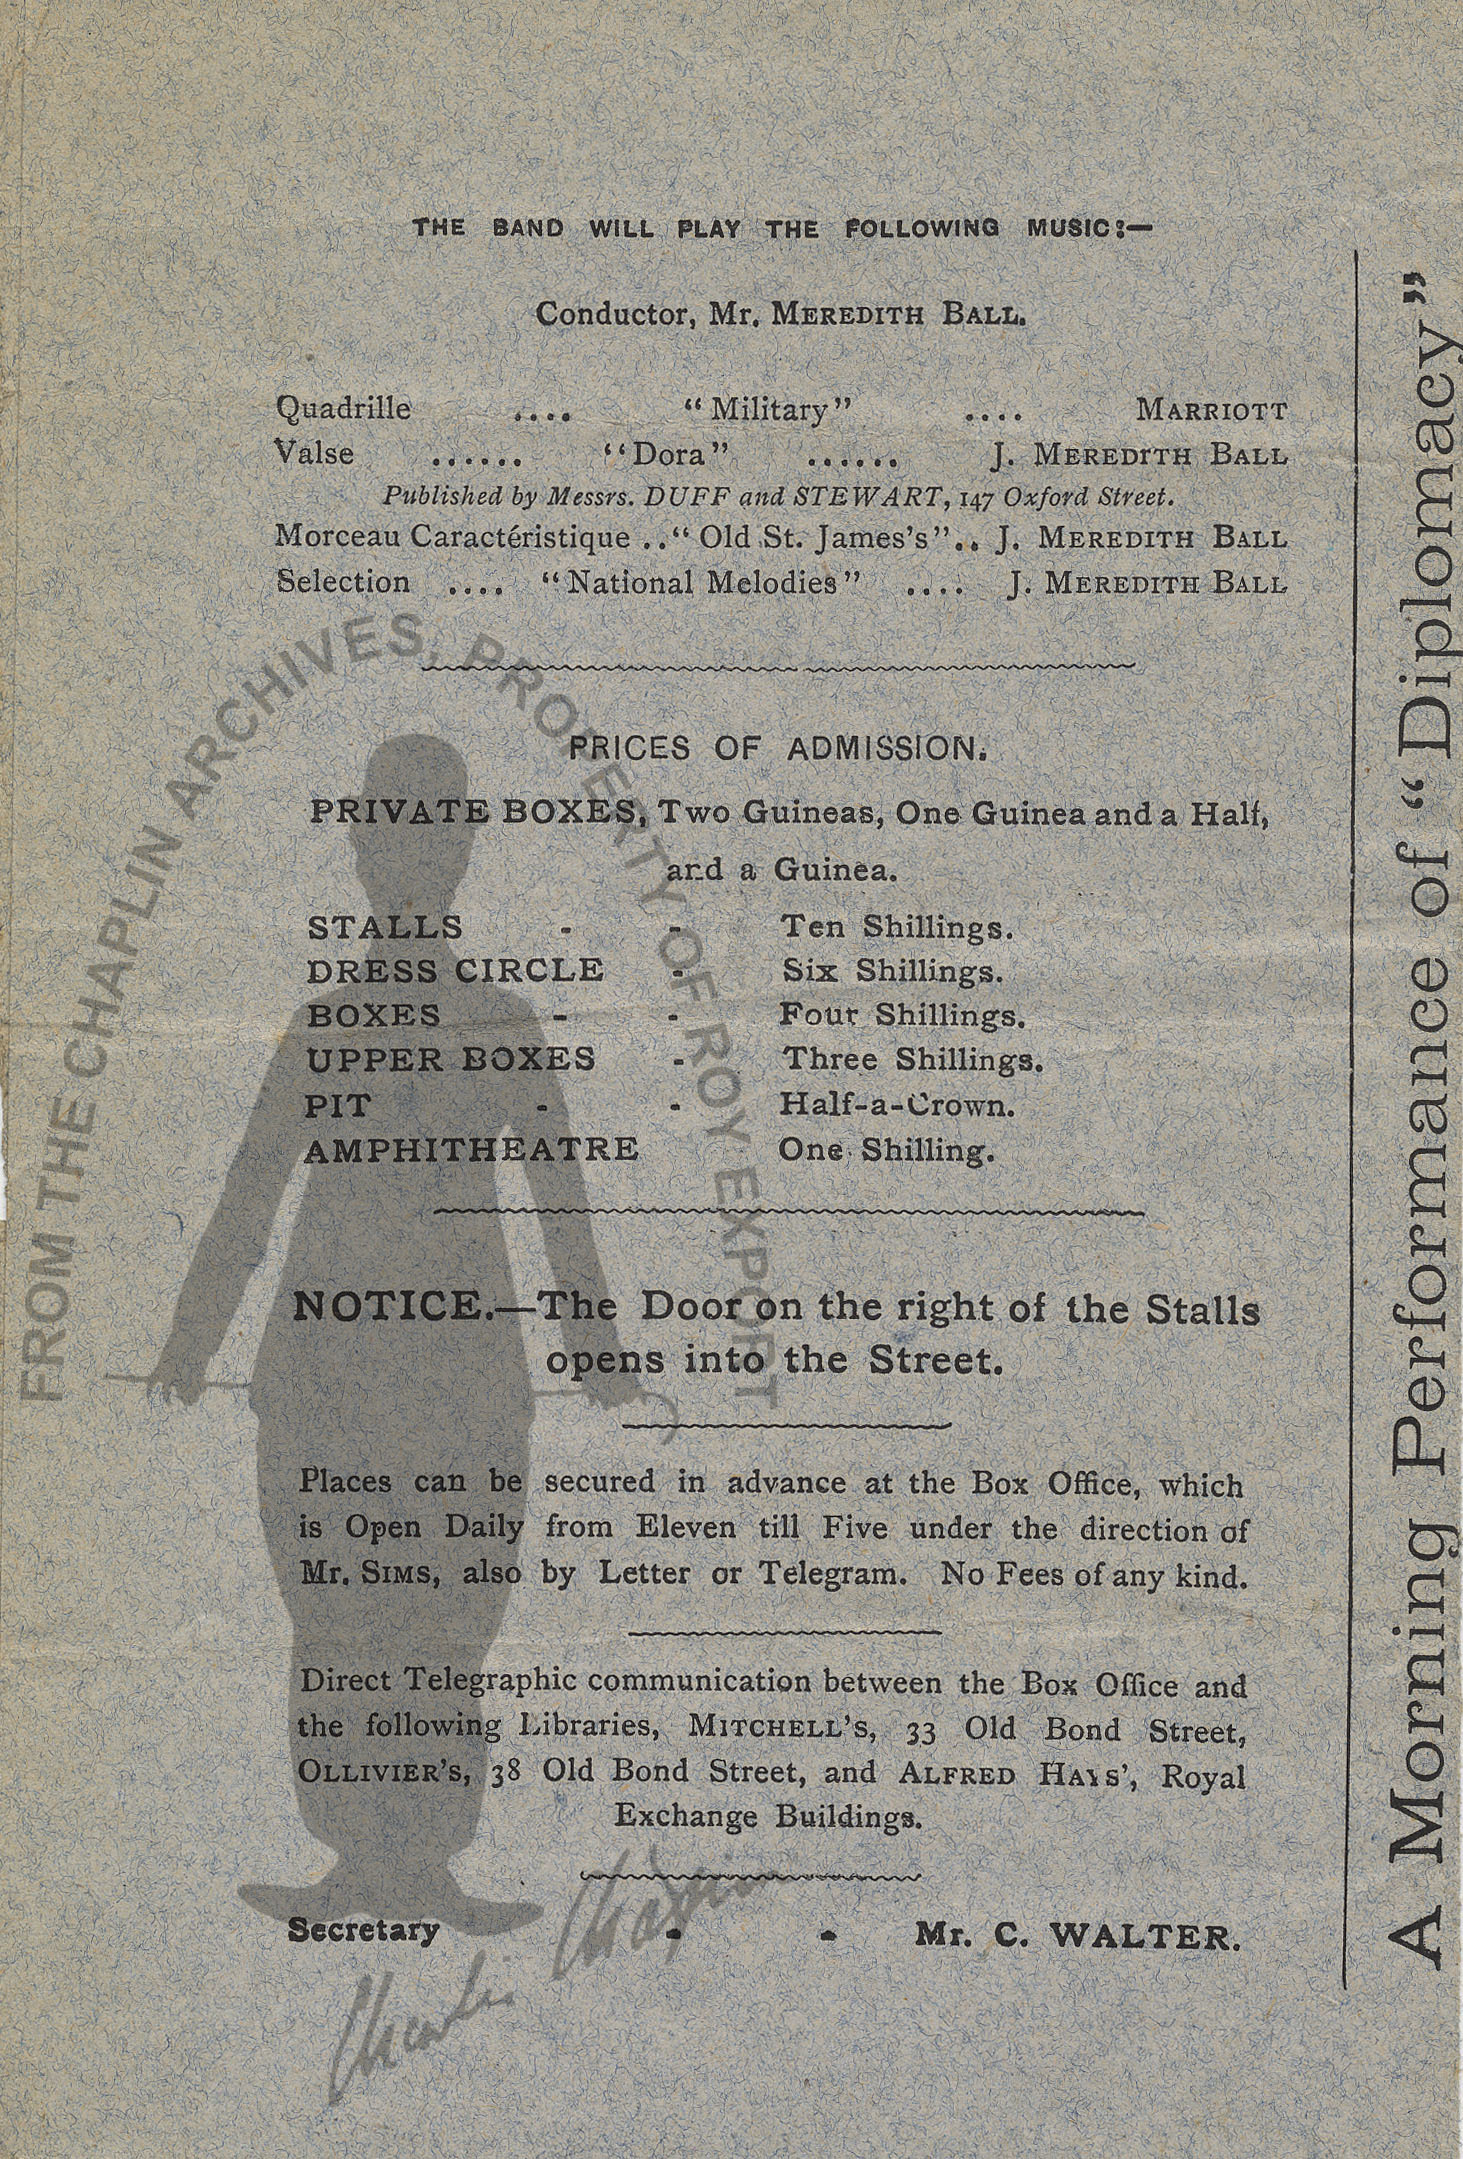 THE BAND WILL PLAY THE FOLLOWING MUSIC:—
Conductor, Mr. MEREDITH BALL.
Quadrille .... “Military” .... MARRIOTT
Valse ...... “Dora” ...... J. MEREDITH BALL
Published by Messrs. DUFF and STEWART, 147 Oxford Street.
Morceau Caractéristique ..“Old St. James's”.. J. MEREDITH BALL
Selection .... “National Melodies” .... J. MEREDITH BALL
PRICES OF ADMISSION.
PRIVATE BOXES, Two Guineas, One Guinea and a Half,
and a Guinea.
STALLS - - Ten Shillings.
DRESS CIRCLE - Six Shillings.
BOXES - - Four Shillings.
UPPER BOXES - Three Shillings.
PIT - - Half-a-Crown.
AMPHITHEATRE One Shilling.
NOTICE.—The Door on the right of the Stalls
opens into the Street.
Places can be secured in advance at the Box Office, which
is Open Daily from Eleven till Five under the direction of
Mr. SIMS, also by Letter or Telegram. No Fees of any kind.
Direct Telegraphic communication between the Box Office and
the following Libraries, MITCHELL'S, 33 Old Bond Street,
OLLIVIER'S, 38 Old Bond Street, and ALFRED HAYS', Royal
Exchange Buildings.
Secretary - - Mr. C. WALTER.
A Morning Performance of “Diplomacy”
FROM THE CHAPLIN ARCHIVES, PROPERTY OF ROY EXPORT
Charlie Chaplin